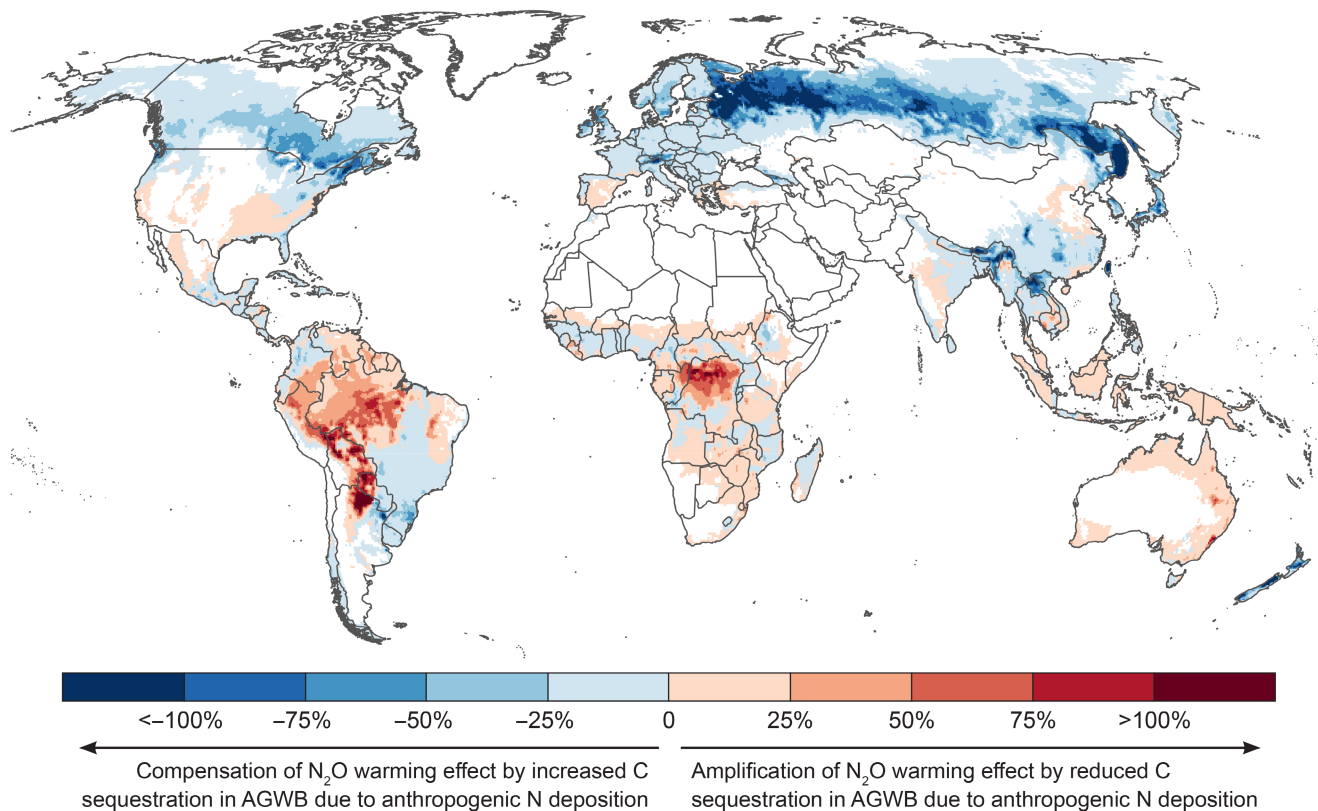 <-100% −75% −50% −25% 0 25% 50% 75% >100%
Compensation of N₂O warming effect by increased C
sequestration in AGWB due to anthropogenic N deposition
Amplification of N₂O warming effect by reduced C
sequestration in AGWB due to anthropogenic N deposition